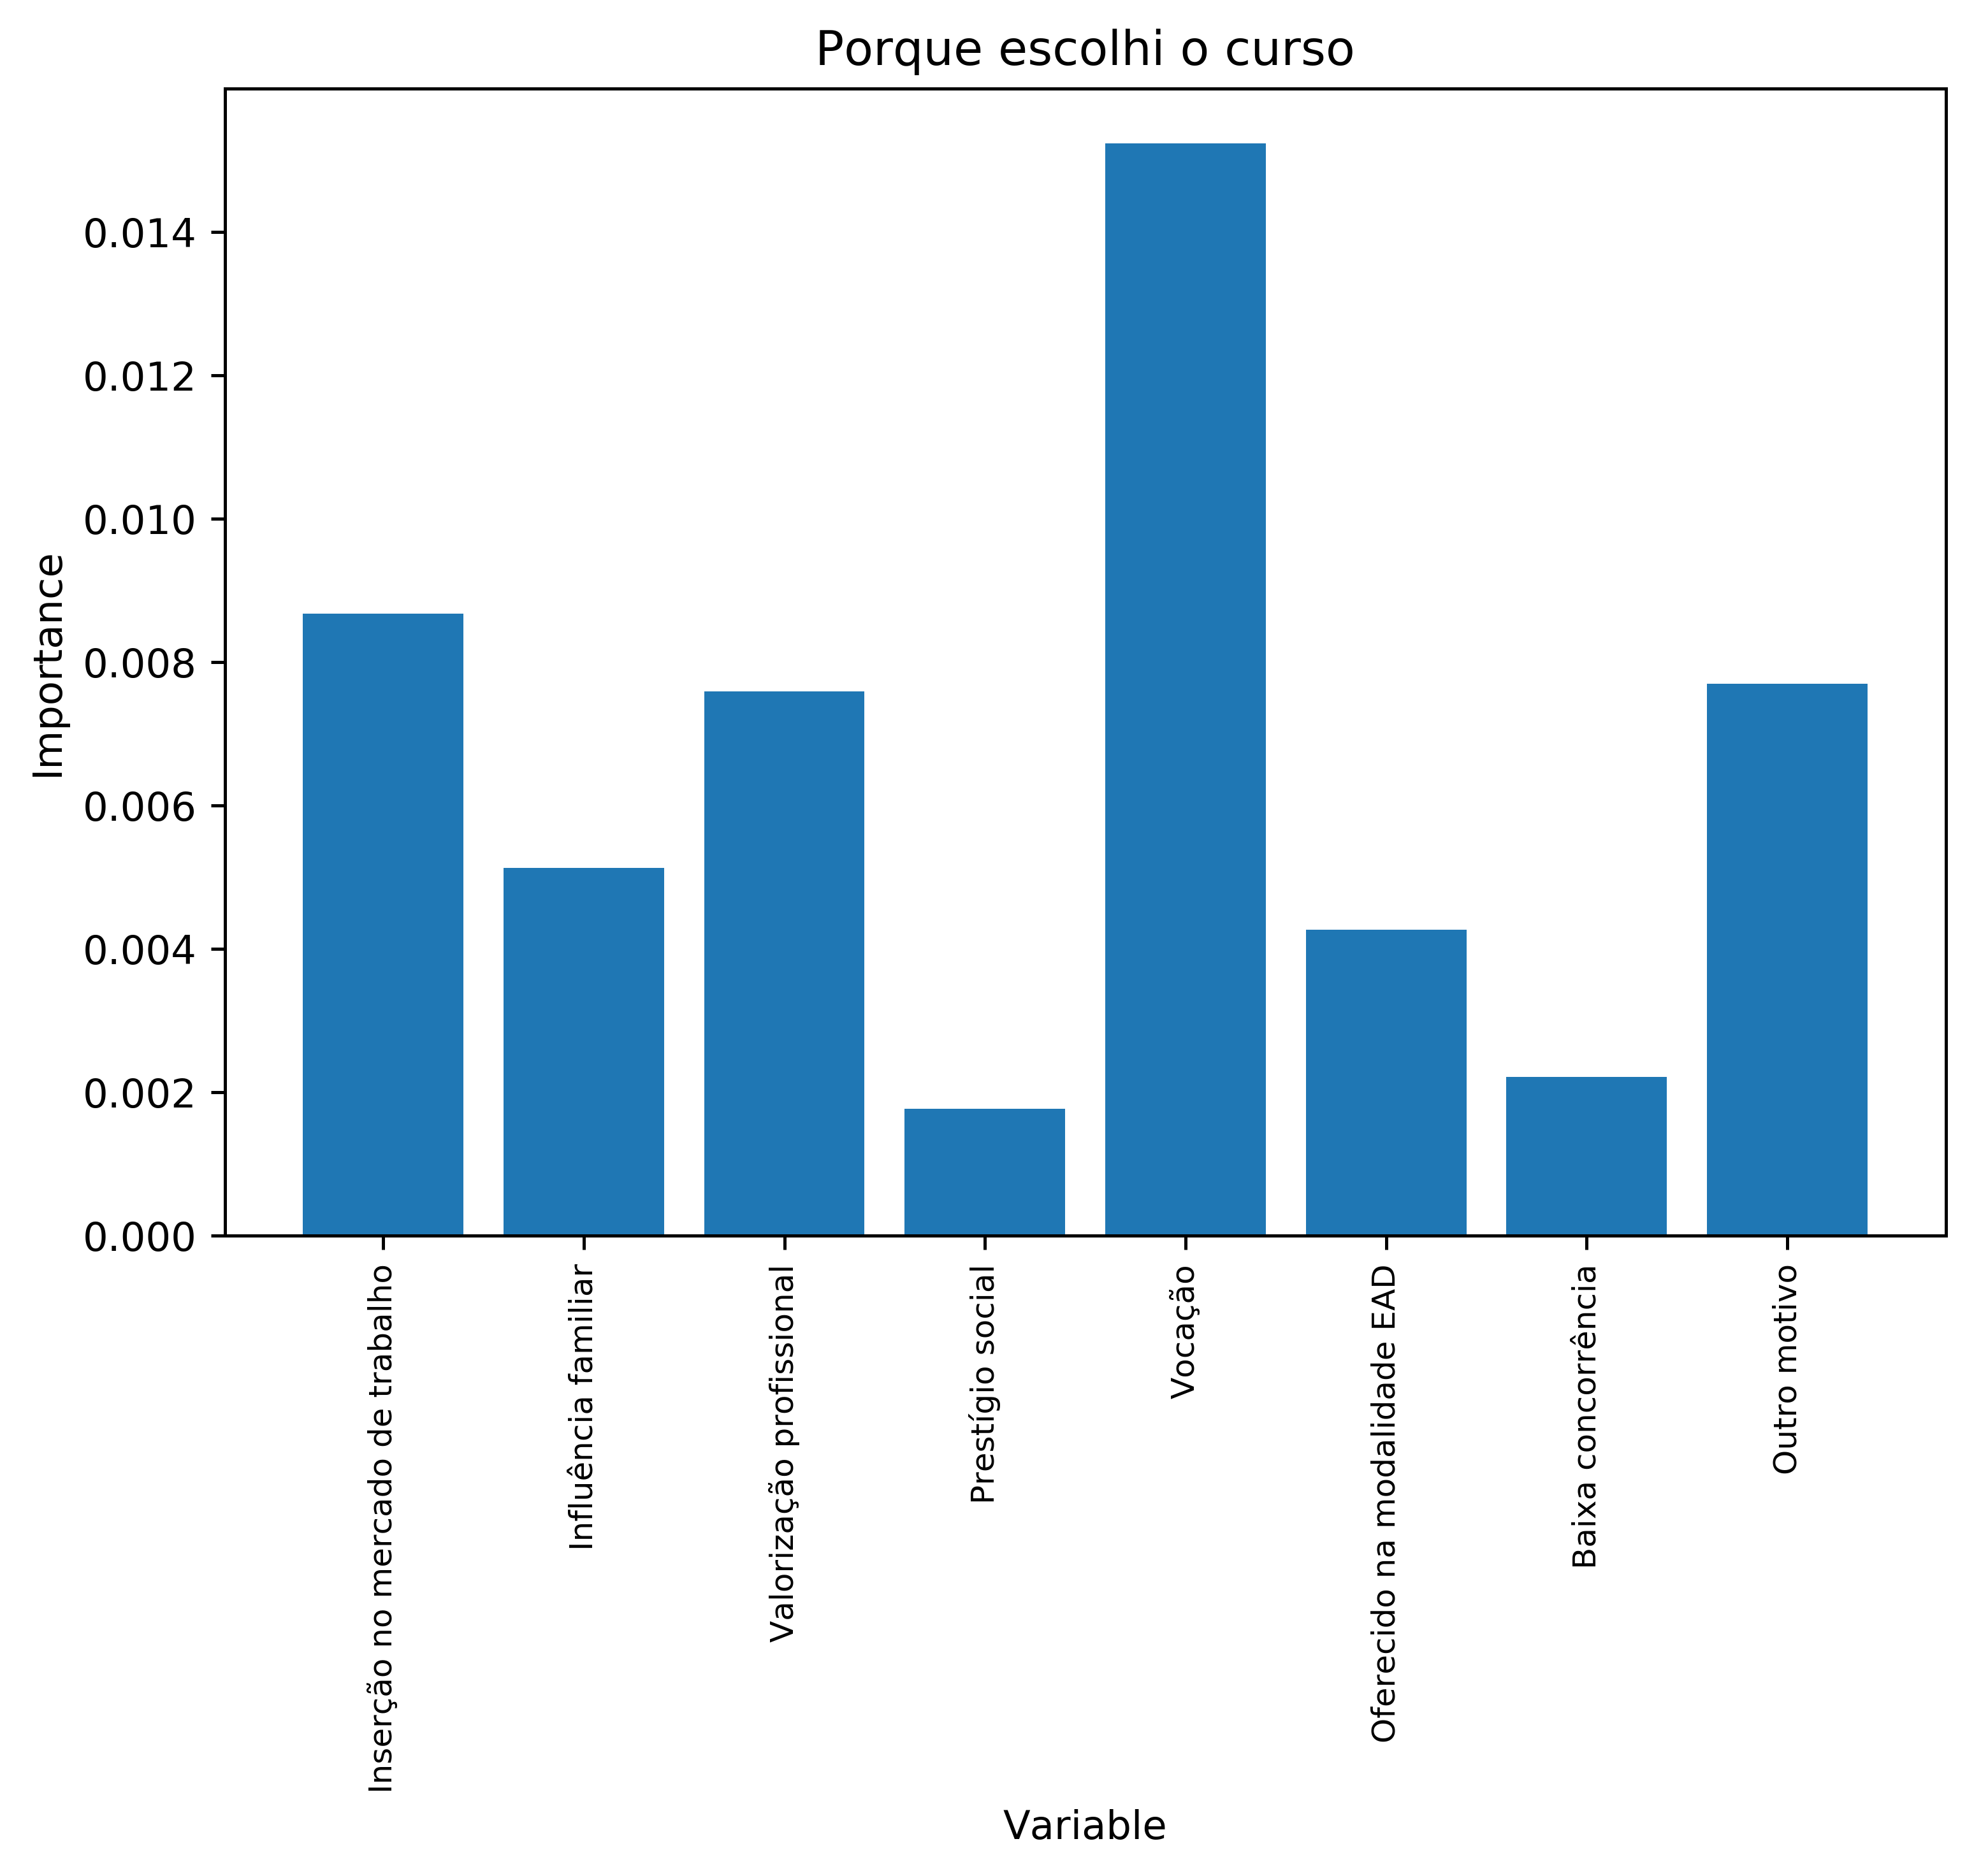 Porque escolhi o curso
Importance
0.014
0.012
0.010
0.008
0.006
0.004
0.002
0.000
Inserção no mercado de trabalho
Influência familiar
Valorização profissional
Prestígio social
Vocação
Oferecido na modalidade EAD
Baixa concorrência
Outro motivo
Variable